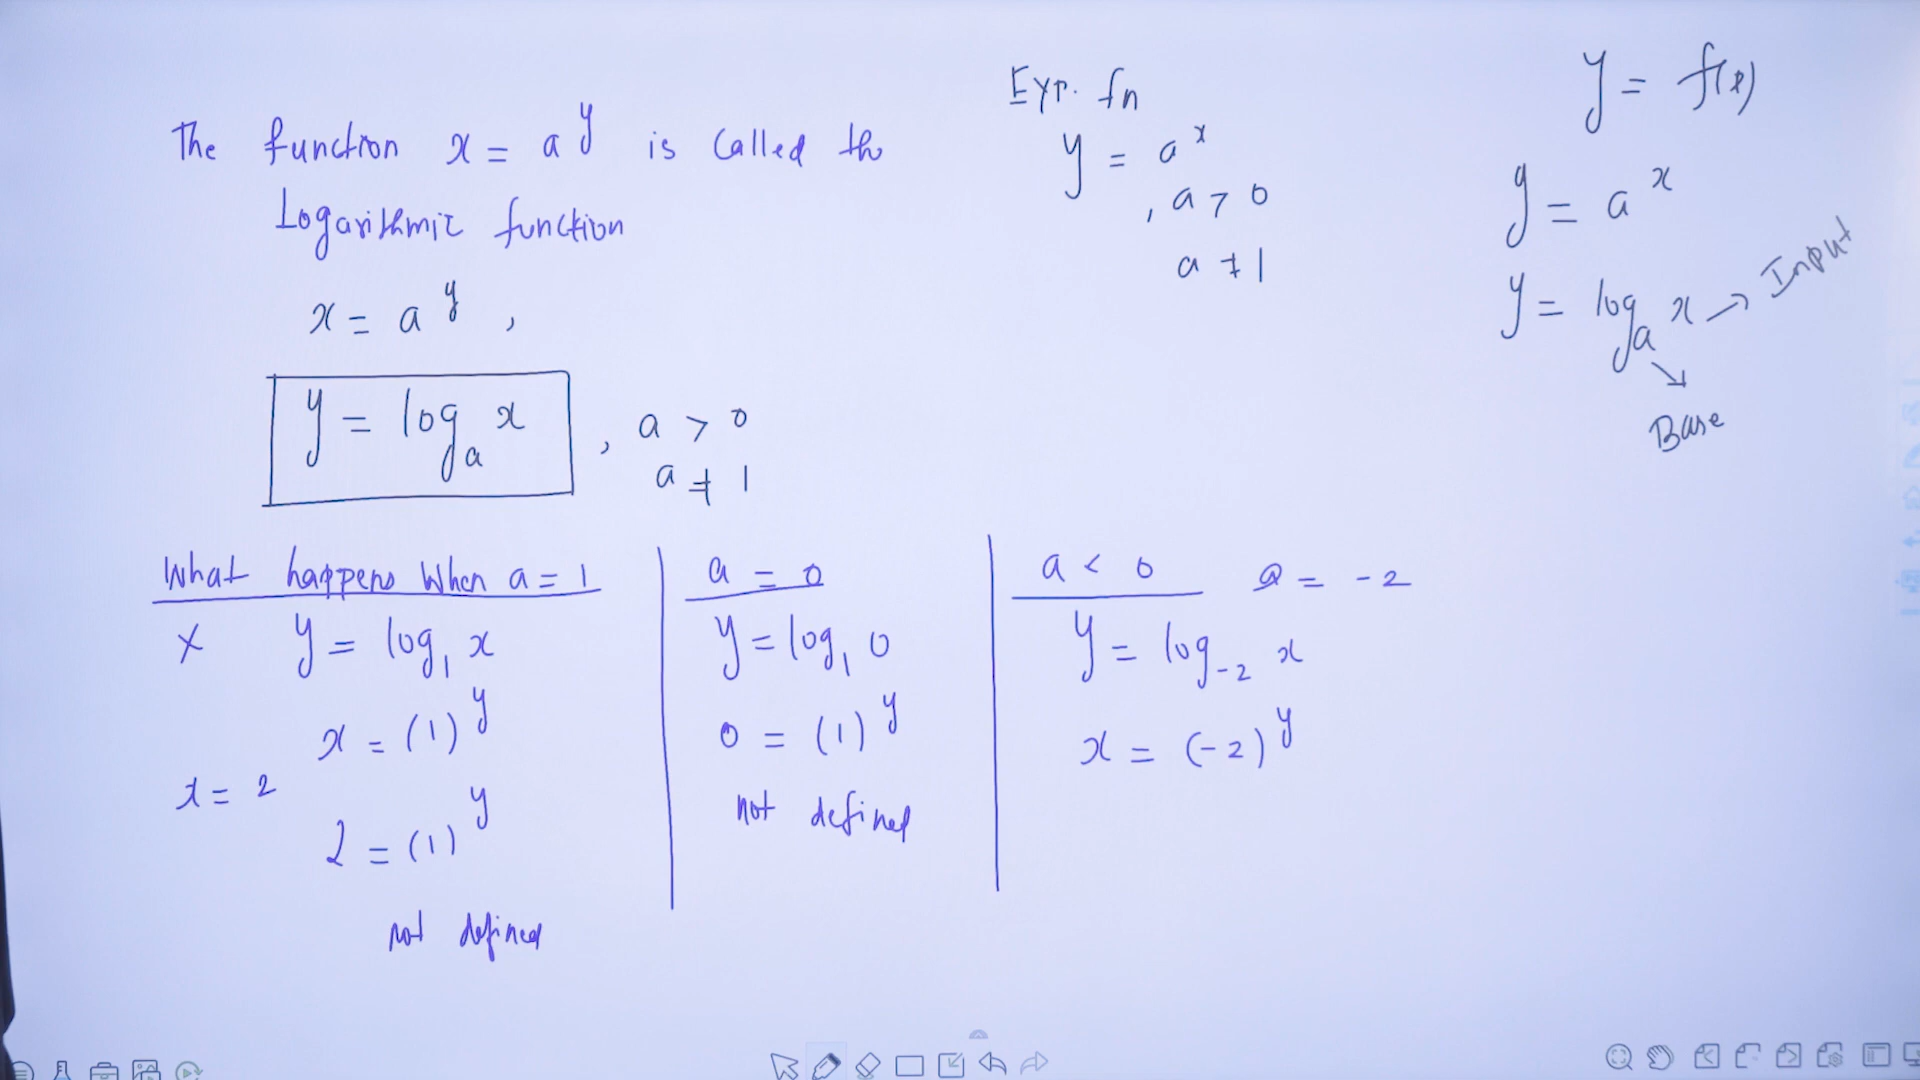 The function x = a^y is called the
Logarithmic function
x = a^y ,
y = log_a x , a > 0
a ≠ 1
Exp. fn
y = a^x
, a > 0
a ≠ 1
y = f(x)
y = a^x
y = log_a x → Input
Base
What happens When a = 1
x y = log_1 x
x = (1)^y
x = 2
2 = (1)^y
not defined
a = 0
y = log_1 0
0 = (1)^y
not defined
a < 0 a = -2
y = log_-2 x
x = (-2)^y